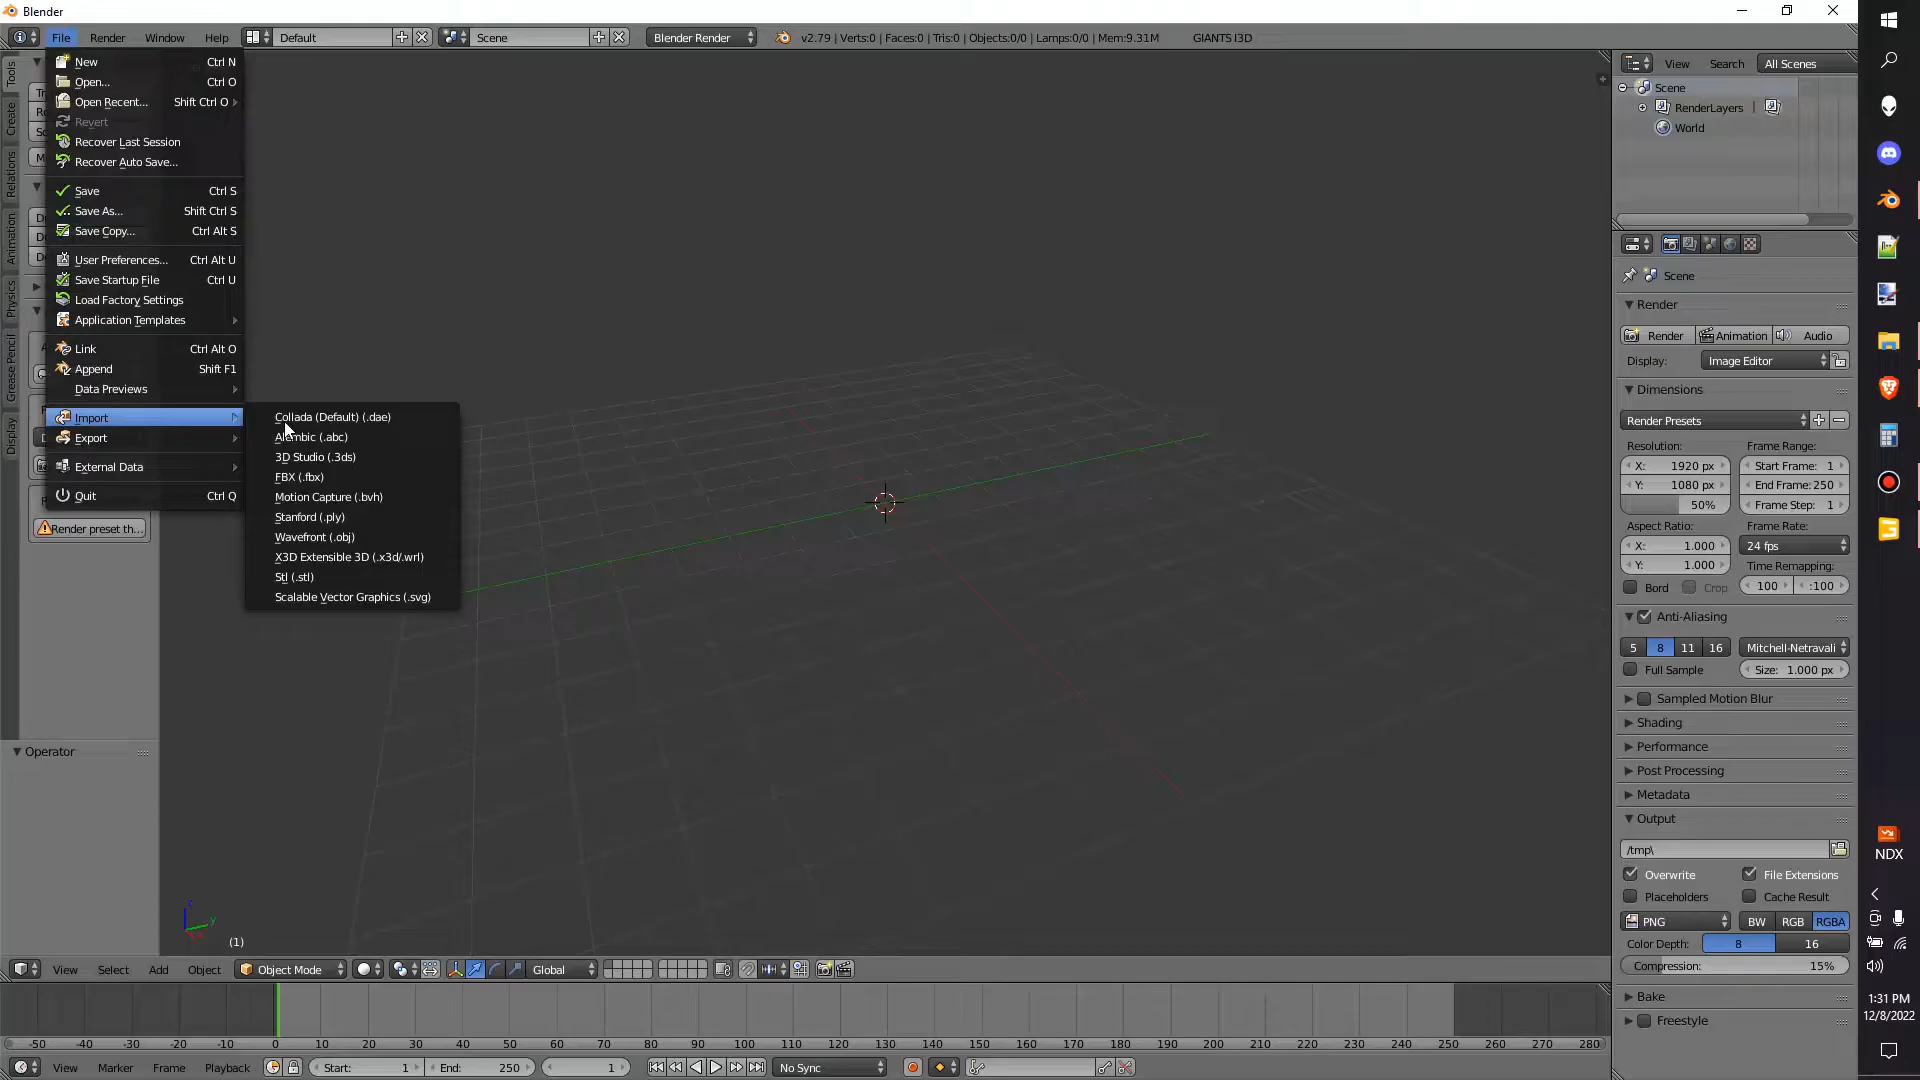 Blender
File Render Window Help Default Scene Blender Render v2.79 | Verts:0 | Faces:0 | Tris:0 | Objects:0/0 | Lamps:0/0 | Mem:9.31M GIANTS I3D
New Ctrl N
Open... Ctrl O
Open Recent... Shift Ctrl O
Revert
Recover Last Session
Recover Auto Save...
Save Ctrl S
Save As... Shift Ctrl S
Save Copy... Ctrl Alt S
User Preferences... Ctrl Alt U
Save Startup File Ctrl U
Load Factory Settings
Application Templates
Link Ctrl Alt O
Append Shift F1
Data Previews
Import
Export
External Data
Quit Ctrl Q
Collada (Default) (.dae)
Alembic (.abc)
3D Studio (.3ds)
FBX (.fbx)
Motion Capture (.bvh)
Stanford (.ply)
Wavefront (.obj)
X3D Extensible 3D (.x3d/.wrl)
Stl (.stl)
Scalable Vector Graphics (.svg)
Tools
Create
Relations
Animation
Physics
Grease Pencil
Display
Render preset th...
Operator
z
y
(1)
View Select Add Object Object Mode Global
-50 -40 -30 -20 -10 0 10 20 30 40 50 60 70 80 90 100 110 120 130 140 150 160 170 180 190 200 210 220 230 240 250 260 270 280
View Marker Frame Playback Start: 1 End: 250 1 No Sync
View Search All Scenes
Scene
RenderLayers |
World
Scene
Render
Render Animation Audio
Display: Image Editor
Dimensions
Render Presets
Resolution: Frame Range:
X: 1920 px Start Frame: 1
Y: 1080 px End Frame: 250
50% Frame Step: 1
Aspect Ratio: Frame Rate:
X: 1.000 24 fps
Y: 1.000 Time Remapping:
Bord Crop 100 :100
Anti-Aliasing
5 8 11 16 Mitchell-Netravali
Full Sample Size: 1.000 px
Sampled Motion Blur
Shading
Performance
Post Processing
Metadata
Output
/tmp\
Overwrite File Extensions
Placeholders Cache Result
PNG BW RGB RGBA
Color Depth: 8 16
Compression: 15%
Bake
Freestyle
NDX
1:31 PM
12/8/2022